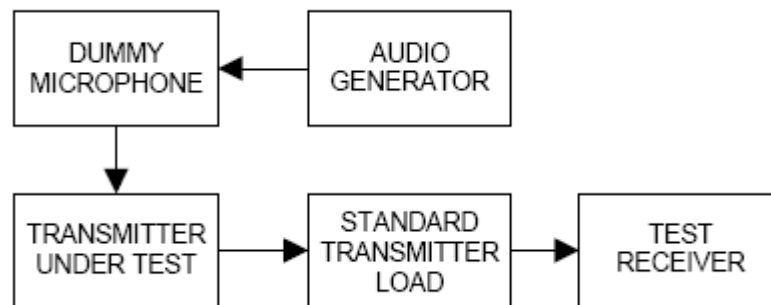 DUMMY
MICROPHONE
AUDIO
GENERATOR
TRANSMITTER
UNDER TEST
STANDARD
TRANSMITTER
LOAD
TEST
RECEIVER